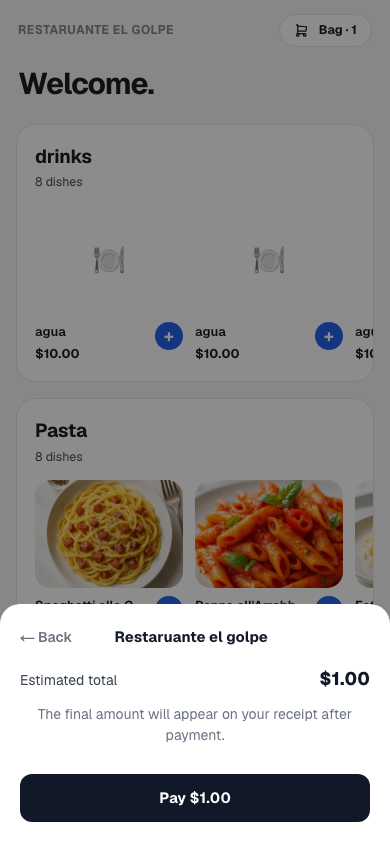 RESTARUANTE EL GOLPE
Bag · 1
Welcome.
drinks
8 dishes
agua
agua
agu
$10.00
$10.00
$10
Pasta
8 dishes
← Back
Restaruante el golpe
Estimated total
$1.00
The final amount will appear on your receipt after
payment.
Pay $1.00